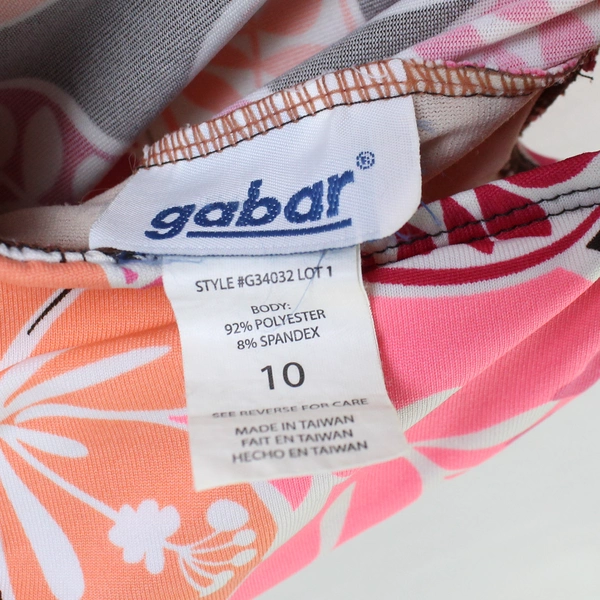 gabar®
STYLE #G34032 LOT 1
BODY:
92% POLYESTER
8% SPANDEX
10
SEE REVERSE FOR CARE
MADE IN TAIWAN
FAIT EN TAIWAN
HECHO EN TAIWAN